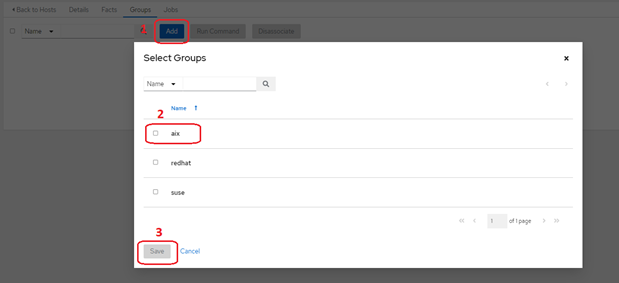 Back to Hosts Details Facts Groups Jobs
Name 1 Add Run Command Disassociate
Select Groups
Name
2
Name
aix
redhat
suse
1 of 1 page
3
Save Cancel